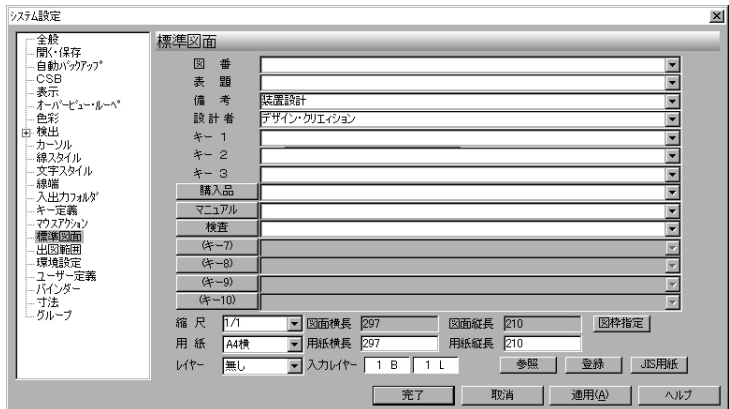 システム設定
全般
開く・保存
自動バックアップ
CSB
表示
オーバービュー・ルーペ
色彩
検出
カーソル
線スタイル
文字スタイル
線端
入出力フォルダ
キー定義
マウスアクション
標準図面
出図範囲
環境設定
ユーザー定義
バインダー
寸法
グループ
標準図面
図 番
表 題
備 考 装置設計
設計者 デザイン・クリエィション
キー 1
キー 2
キー 3
購入品
マニュアル
検査
(キー7)
(キー8)
(キー9)
(キー10)
縮 尺 1/1 図面横長 297 図面縦長 210 図枠指定
用 紙 A4横 用紙横長 297 用紙縦長 210
レイヤー 無し 入力レイヤー 1 B 1 L 参照 登録 JIS用紙
完了 取消 適用(A) ヘルプ